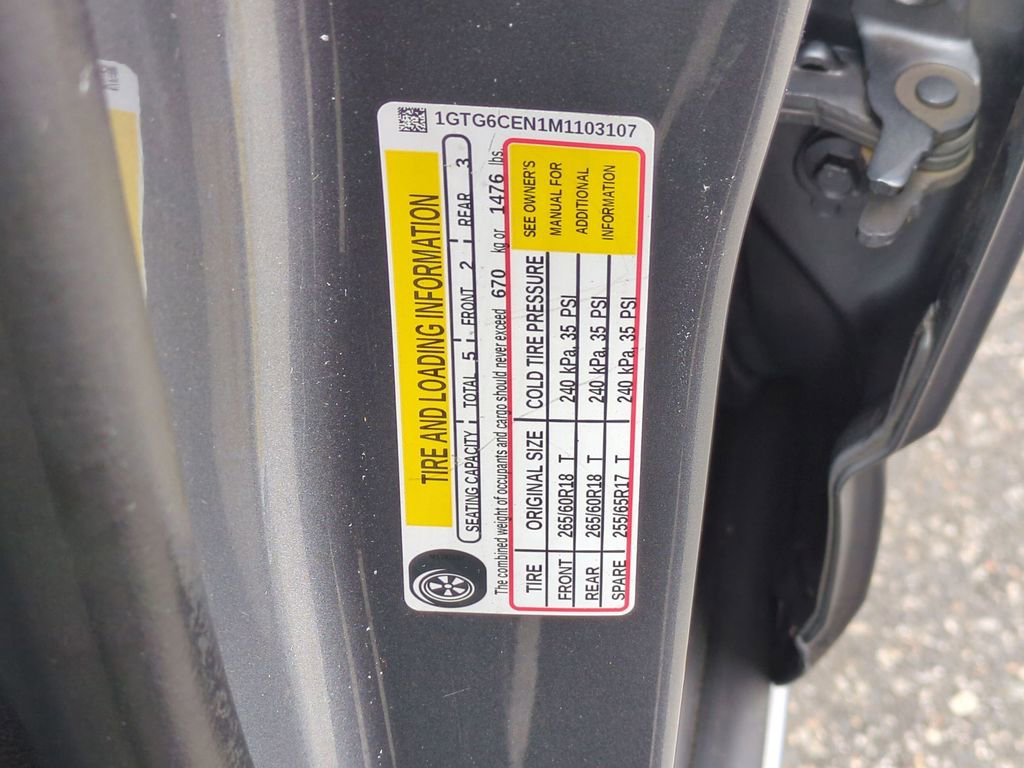 1GTG6CEN1M1103107
TIRE AND LOADING INFORMATION
SEATING CAPACITY TOTAL 5 FRONT 2 REAR 3
The combined weight of occupants and cargo should never exceed 670 kg or 1476 lbs.
TIRE ORIGINAL SIZE COLD TIRE PRESSURE
FRONT 265/60R18 T 240 kPa, 35 PSI
REAR 265/60R18 T 240 kPa, 35 PSI
SPARE 255/65R17 T 240 kPa, 35 PSI
SEE OWNER'S
MANUAL FOR
ADDITIONAL
INFORMATION